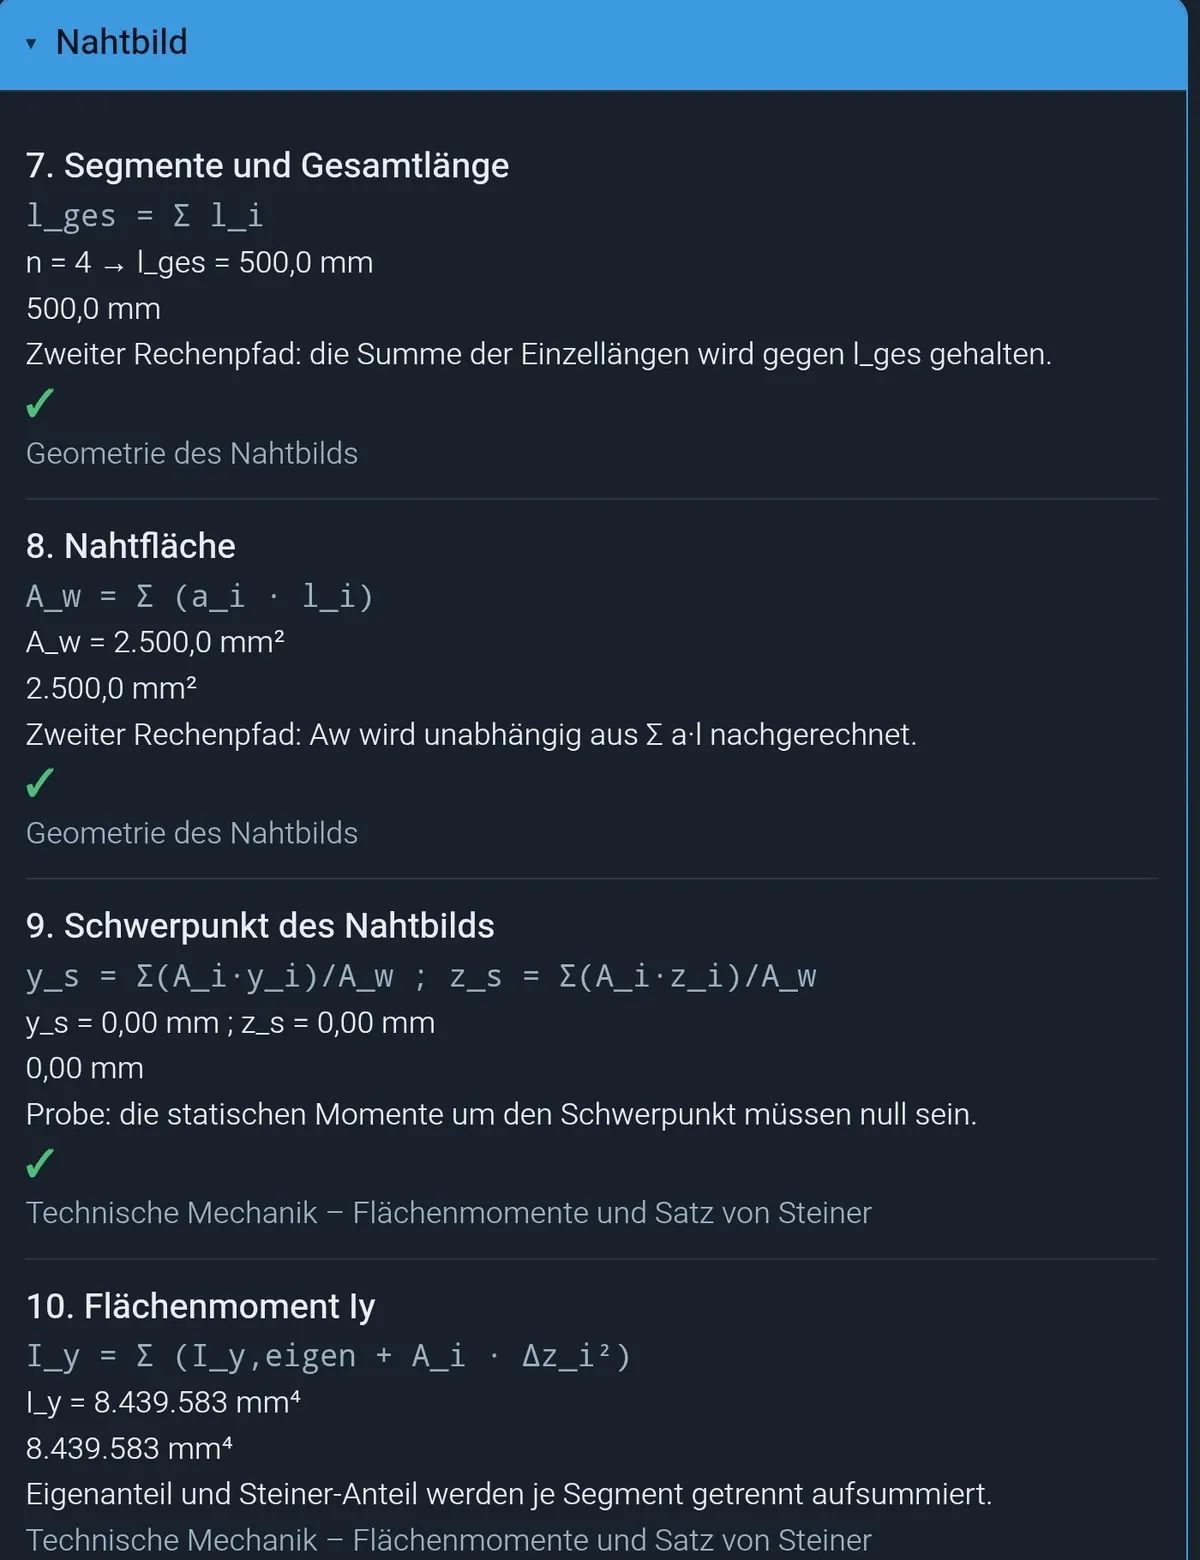 ▾ Nahtbild
7. Segmente und Gesamtlänge
l_ges = Σ l_i
n = 4 → l_ges = 500,0 mm
500,0 mm
Zweiter Rechenpfad: die Summe der Einzellängen wird gegen l_ges gehalten.
✓
Geometrie des Nahtbilds
8. Nahtfläche
A_w = Σ (a_i · l_i)
A_w = 2.500,0 mm²
2.500,0 mm²
Zweiter Rechenpfad: Aw wird unabhängig aus Σ a·l nachgerechnet.
✓
Geometrie des Nahtbilds
9. Schwerpunkt des Nahtbilds
y_s = Σ(A_i·y_i)/A_w ; z_s = Σ(A_i·z_i)/A_w
y_s = 0,00 mm ; z_s = 0,00 mm
0,00 mm
Probe: die statischen Momente um den Schwerpunkt müssen null sein.
✓
Technische Mechanik – Flächenmomente und Satz von Steiner
10. Flächenmoment Iy
I_y = Σ (I_y,eigen + A_i · Δz_i²)
I_y = 8.439.583 mm⁴
8.439.583 mm⁴
Eigenanteil und Steiner-Anteil werden je Segment getrennt aufsummiert.
Technische Mechanik – Flächenmomente und Satz von Steiner